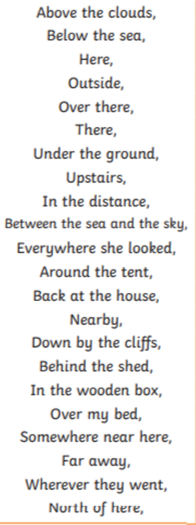 Above the clouds,
Below the sea,
Here,
Outside,
Over there,
There,
Under the ground,
Upstairs,
In the distance,
Between the sea and the sky,
Everywhere she looked,
Around the tent,
Back at the house,
Nearby,
Down by the cliffs,
Behind the shed,
In the wooden box,
Over my bed,
Somewhere near here,
Far away,
Wherever they went,
North of here,